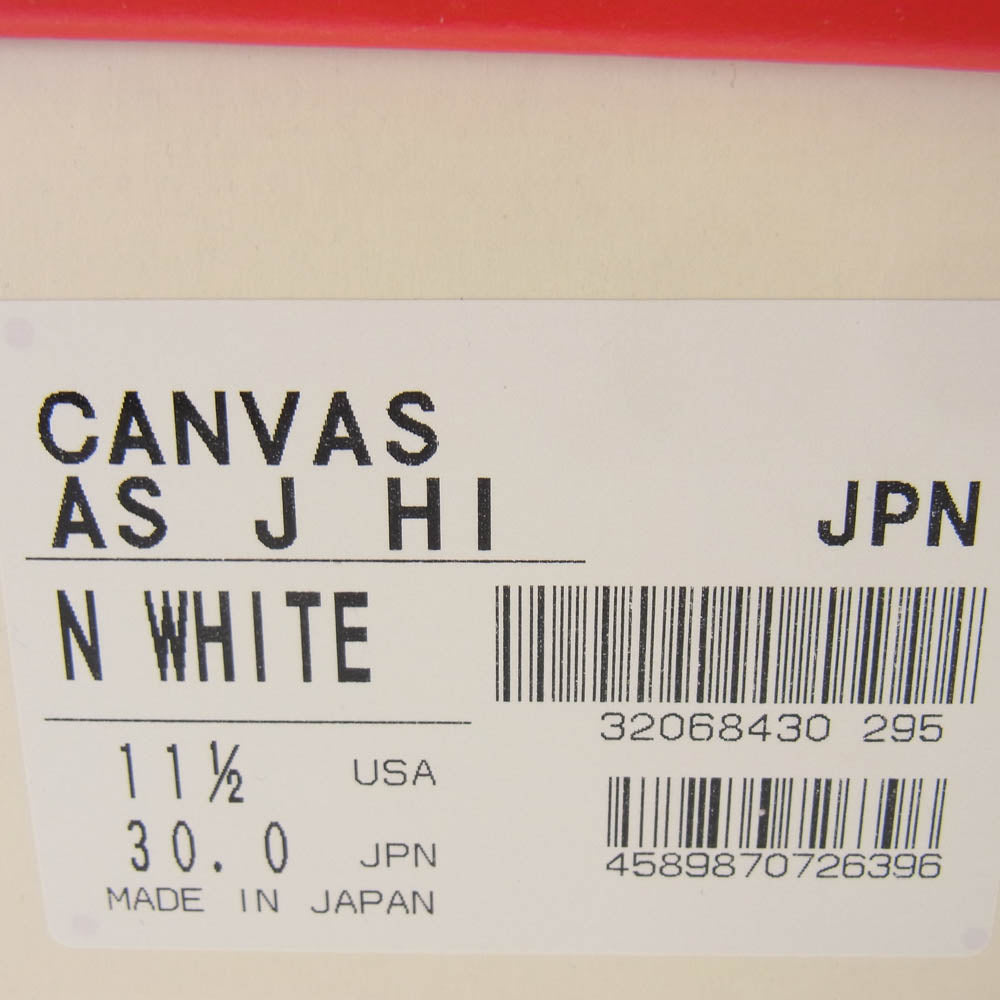 CANVAS
AS J HI JPN
N WHITE
32068430 295
11½ USA
30.0 JPN
4589870726396
MADE IN JAPAN